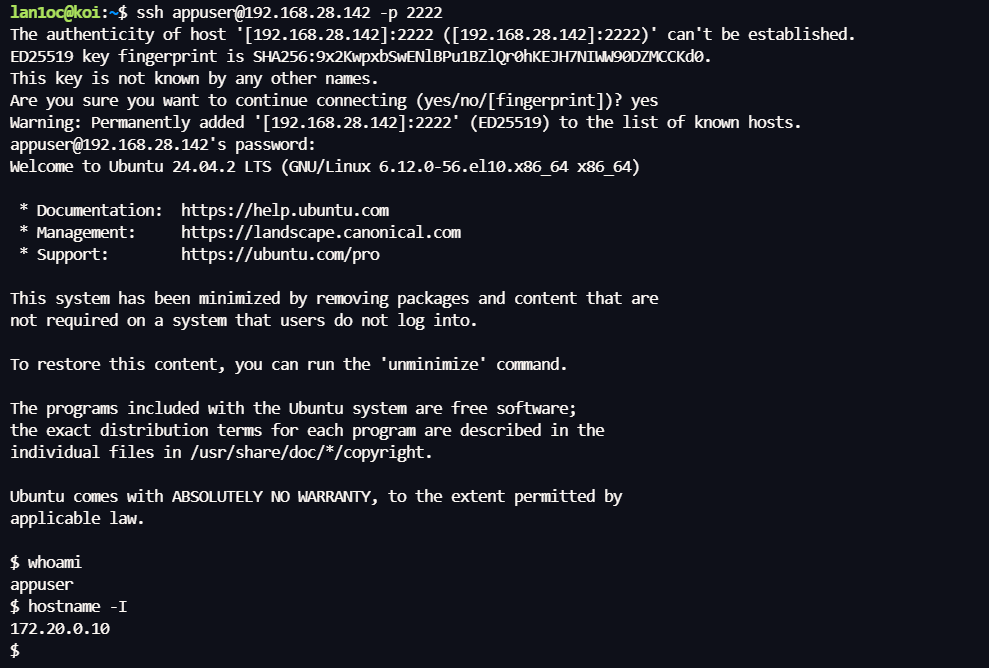 lan1oc@koi:~$ ssh appuser@192.168.28.142 -p 2222
The authenticity of host '[192.168.28.142]:2222 ([192.168.28.142]:2222)' can't be established.
ED25519 key fingerprint is SHA256:9x2KwpxbSwENlBPu1BZlQr0hKEJH7NIWW90DZMCCKd0.
This key is not known by any other names.
Are you sure you want to continue connecting (yes/no/[fingerprint])? yes
Warning: Permanently added '[192.168.28.142]:2222' (ED25519) to the list of known hosts.
appuser@192.168.28.142's password:
Welcome to Ubuntu 24.04.2 LTS (GNU/Linux 6.12.0-56.el10.x86_64 x86_64)

 * Documentation:  https://help.ubuntu.com
 * Management:     https://landscape.canonical.com
 * Support:        https://ubuntu.com/pro

This system has been minimized by removing packages and content that are
not required on a system that users do not log into.

To restore this content, you can run the 'unminimize' command.

The programs included with the Ubuntu system are free software;
the exact distribution terms for each program are described in the
individual files in /usr/share/doc/*/copyright.

Ubuntu comes with ABSOLUTELY NO WARRANTY, to the extent permitted by
applicable law.

$ whoami
appuser
$ hostname -I
172.20.0.10
$